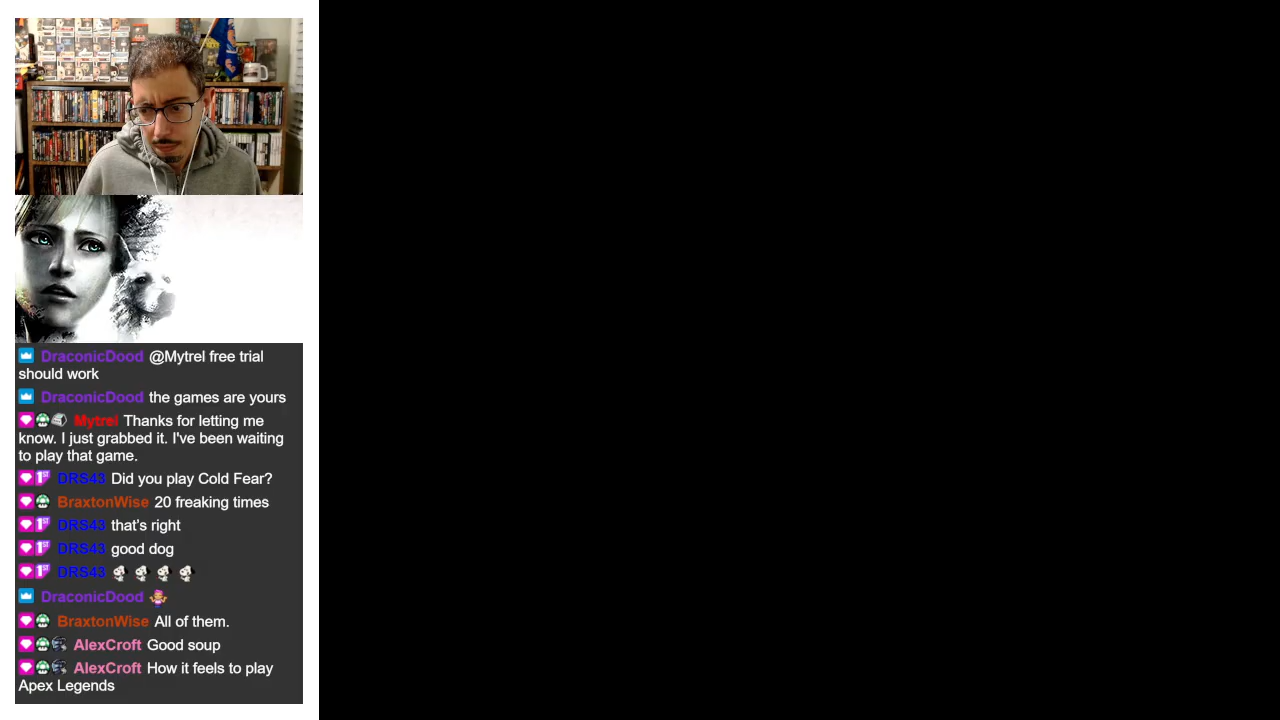 DraconicDood @Mytrel free trial
should work
DraconicDood the games are yours
Mytrel Thanks for letting me
know. I just grabbed it. I've been waiting
to play that game.
DRS43 Did you play Cold Fear?
BraxtonWise 20 freaking times
DRS43 that's right
DRS43 good dog
DRS43
DraconicDood
BraxtonWise All of them.
AlexCroft Good soup
AlexCroft How it feels to play
Apex Legends